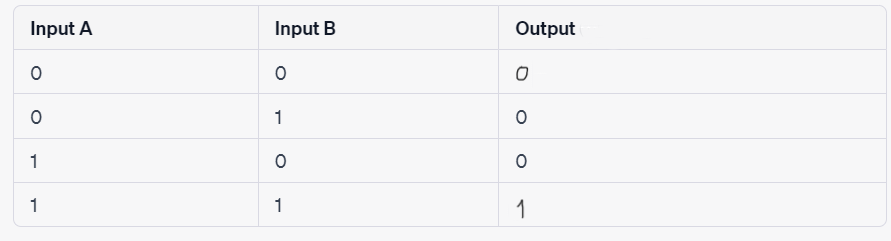 Input A Input B Output
0 0 0
0 1 0
1 0 0
1 1 1